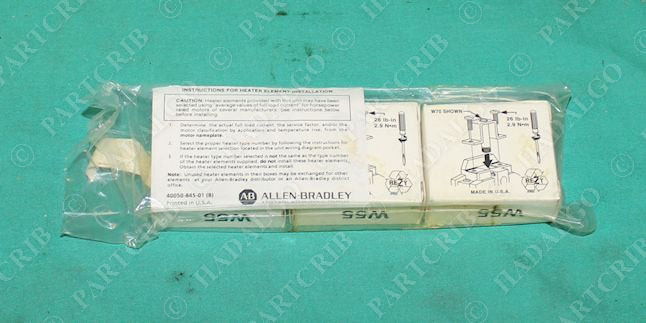 INSTRUCTIONS FOR HEATER ELEMENT INSTALLATION
CAUTION: Heater elements provided with this unit may have been
selected using "average values of full load current" for horsepower
rated motors of several manufacturers. See instructions below
before installing.
1. Determine the actual full load current, the service factor, and/or the
motor classification by application and temperature rise, from the
motor nameplate.
2. Select the proper heater type number by following the instructions for
heater element selection located in the unit wiring diagram pocket.
3. If the heater type number selected is not the same as the type number
of the heater elements supplied, do not install these heater elements.
Obtain the selected heater elements and install.
Note: Unused heater elements in their boxes may be exchanged for other
elements at your Allen-Bradley distributor or an Allen-Bradley district
office.
40050-845-01 (B)
Printed in U.S.A.
AB ALLEN-BRADLEY
26 lb-in
2.9 N•m
W70 SHOWN
26 lb-in
2.9 N•m
MADE IN U.S.A.
W55
W55
W55
PARTCRIB
HADALAGO